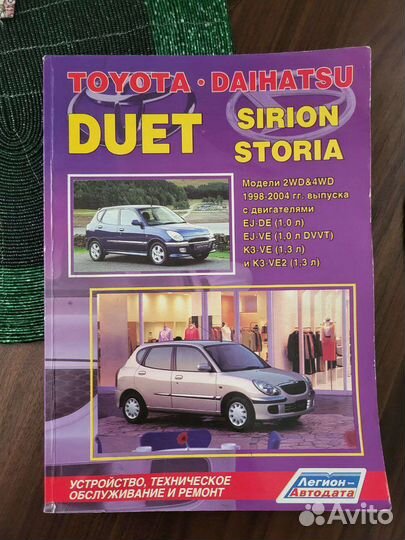 TOYOTA · DAIHATSU
DUET
SIRION
STORIA
Модели 2WD&4WD
1998-2004 гг. выпуска
с двигателями
EJ-DE (1.0 л)
EJ-VE (1.0 л DVVT)
K3-VE (1.3 л)
и K3-VE2 (1.3 л)
УСТРОЙСТВО, ТЕХНИЧЕСКОЕ
ОБСЛУЖИВАНИЕ И РЕМОНТ
Легион-
Автодата
Avito